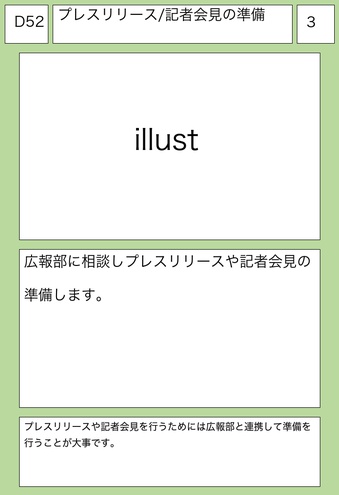 D52
プレスリリース/記者会見の準備
3
illust
広報部に相談しプレスリリースや記者会見の
準備します。
プレスリリースや記者会見を行うためには広報部と連携して準備を
行うことが大事です。